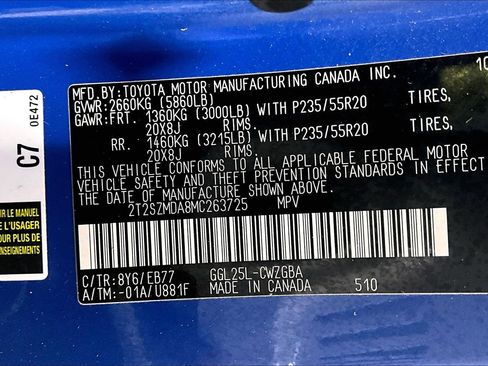 10
MFD.BY:TOYOTA MOTOR MANUFACTURING CANADA INC.
GVWR:2660KG (5860LB)
GAWR:FRT. 1360KG (3000LB) WITH P235/55R20 TIRES,
20X8J RIMS.
RR. 1460KG (3215LB) WITH P235/55R20 TIRES,
20X8J RIMS.
THIS VEHICLE CONFORMS TO ALL APPLICABLE FEDERAL MOTOR
VEHICLE SAFETY AND THEFT PREVENTION STANDARDS IN EFFECT
THE DATE OF MANUFACTURE SHOWN ABOVE.
2T2SZMDA8MC263725 MPV
C/TR:8Y6/EB77 GGL25L-CWZGBA
A/TM:-01A/U881F MADE IN CANADA 510
C7
0E472
R LE MANUEL
L'USAGER
UR PLUS DE
ENSEIGNEMENTS